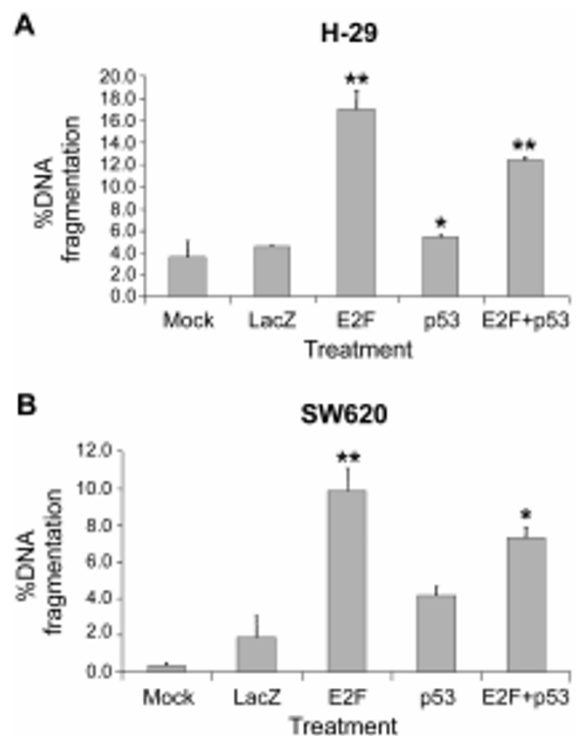 A
H-29
%DNA
fragmentation
20.0
18.0
16.0
14.0
12.0
10.0
8.0
6.0
4.0
2.0
0.0
**
*
**
Mock LacZ E2F p53 E2F+p53
Treatment
B
SW620
%DNA
fragmentation
12.0
10.0
8.0
6.0
4.0
2.0
0.0
**
*
Mock LacZ E2F p53 E2F+p53
Treatment